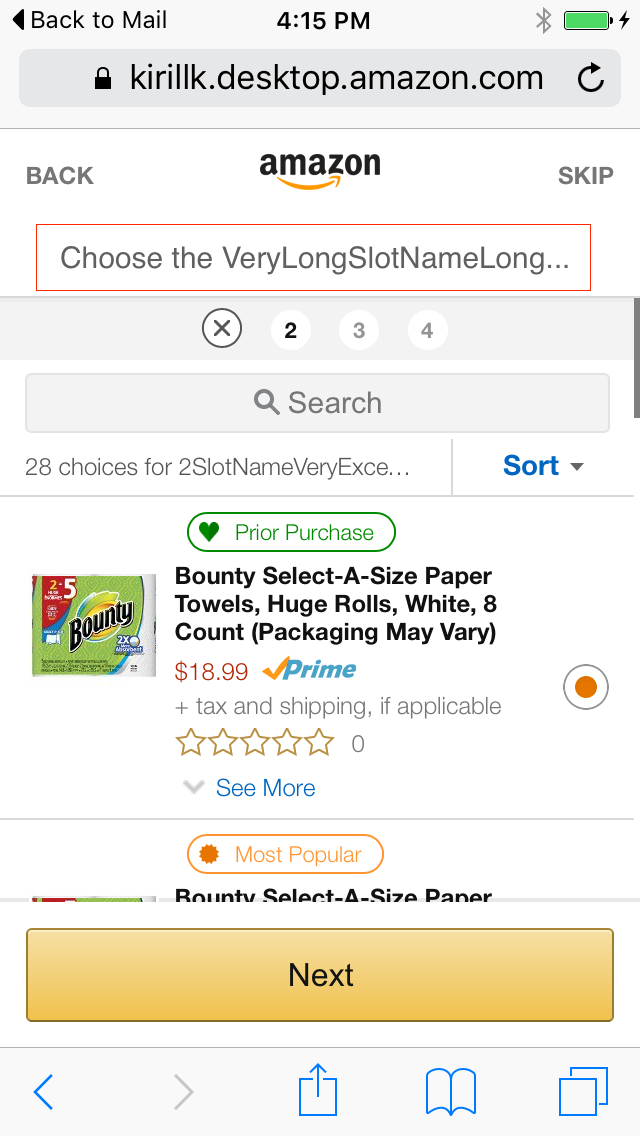 Back to Mail 4:15 PM
kirillk.desktop.amazon.com
BACK amazon SKIP
Choose the VeryLongSlotNameLong...
2 3 4
Search
28 choices for 2SlotNameVeryExce... Sort
Prior Purchase
Bounty Select-A-Size Paper
Towels, Huge Rolls, White, 8
Count (Packaging May Vary)
Bounty
$18.99 Prime
+ tax and shipping, if applicable
0
See More
Most Popular
Bounty Select-A-Size Paper
Next